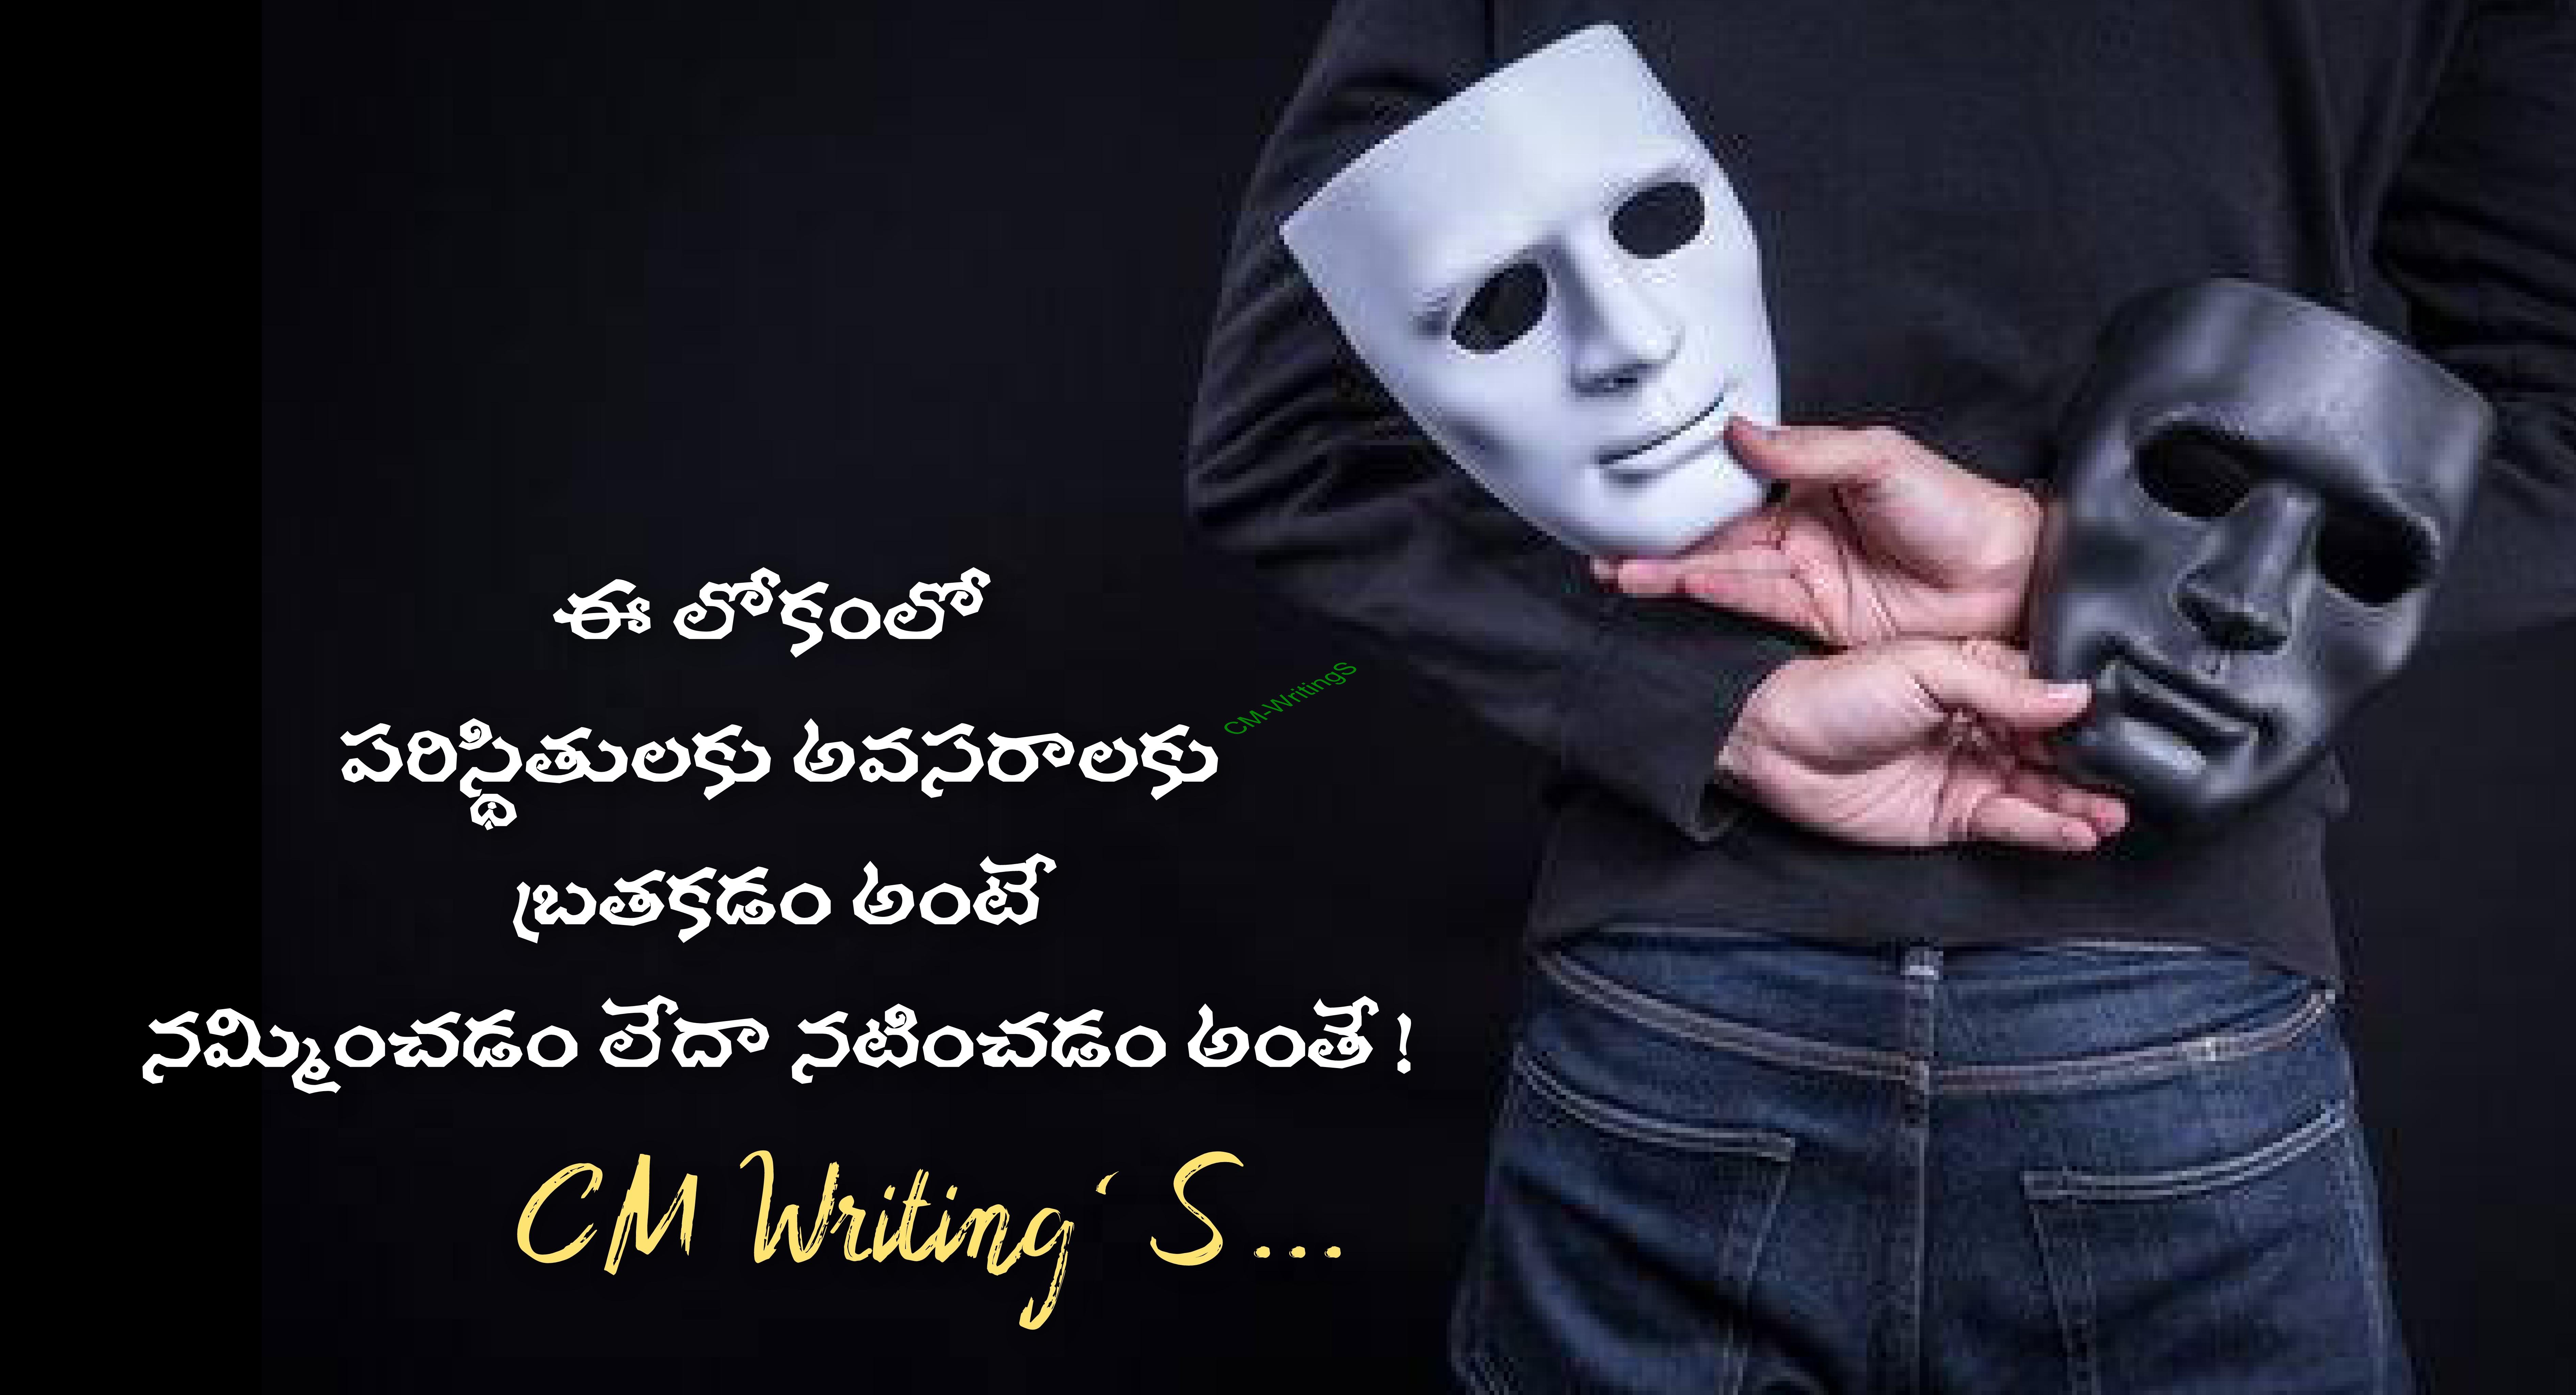 ఈ లోకంలో
పరిస్థితులకు అవసరాలకు
CM-WritingS
బ్రతకడం అంటే
నమ్మించడం లేదా నటించడం అంతే !
CM Writing ‘ S ...